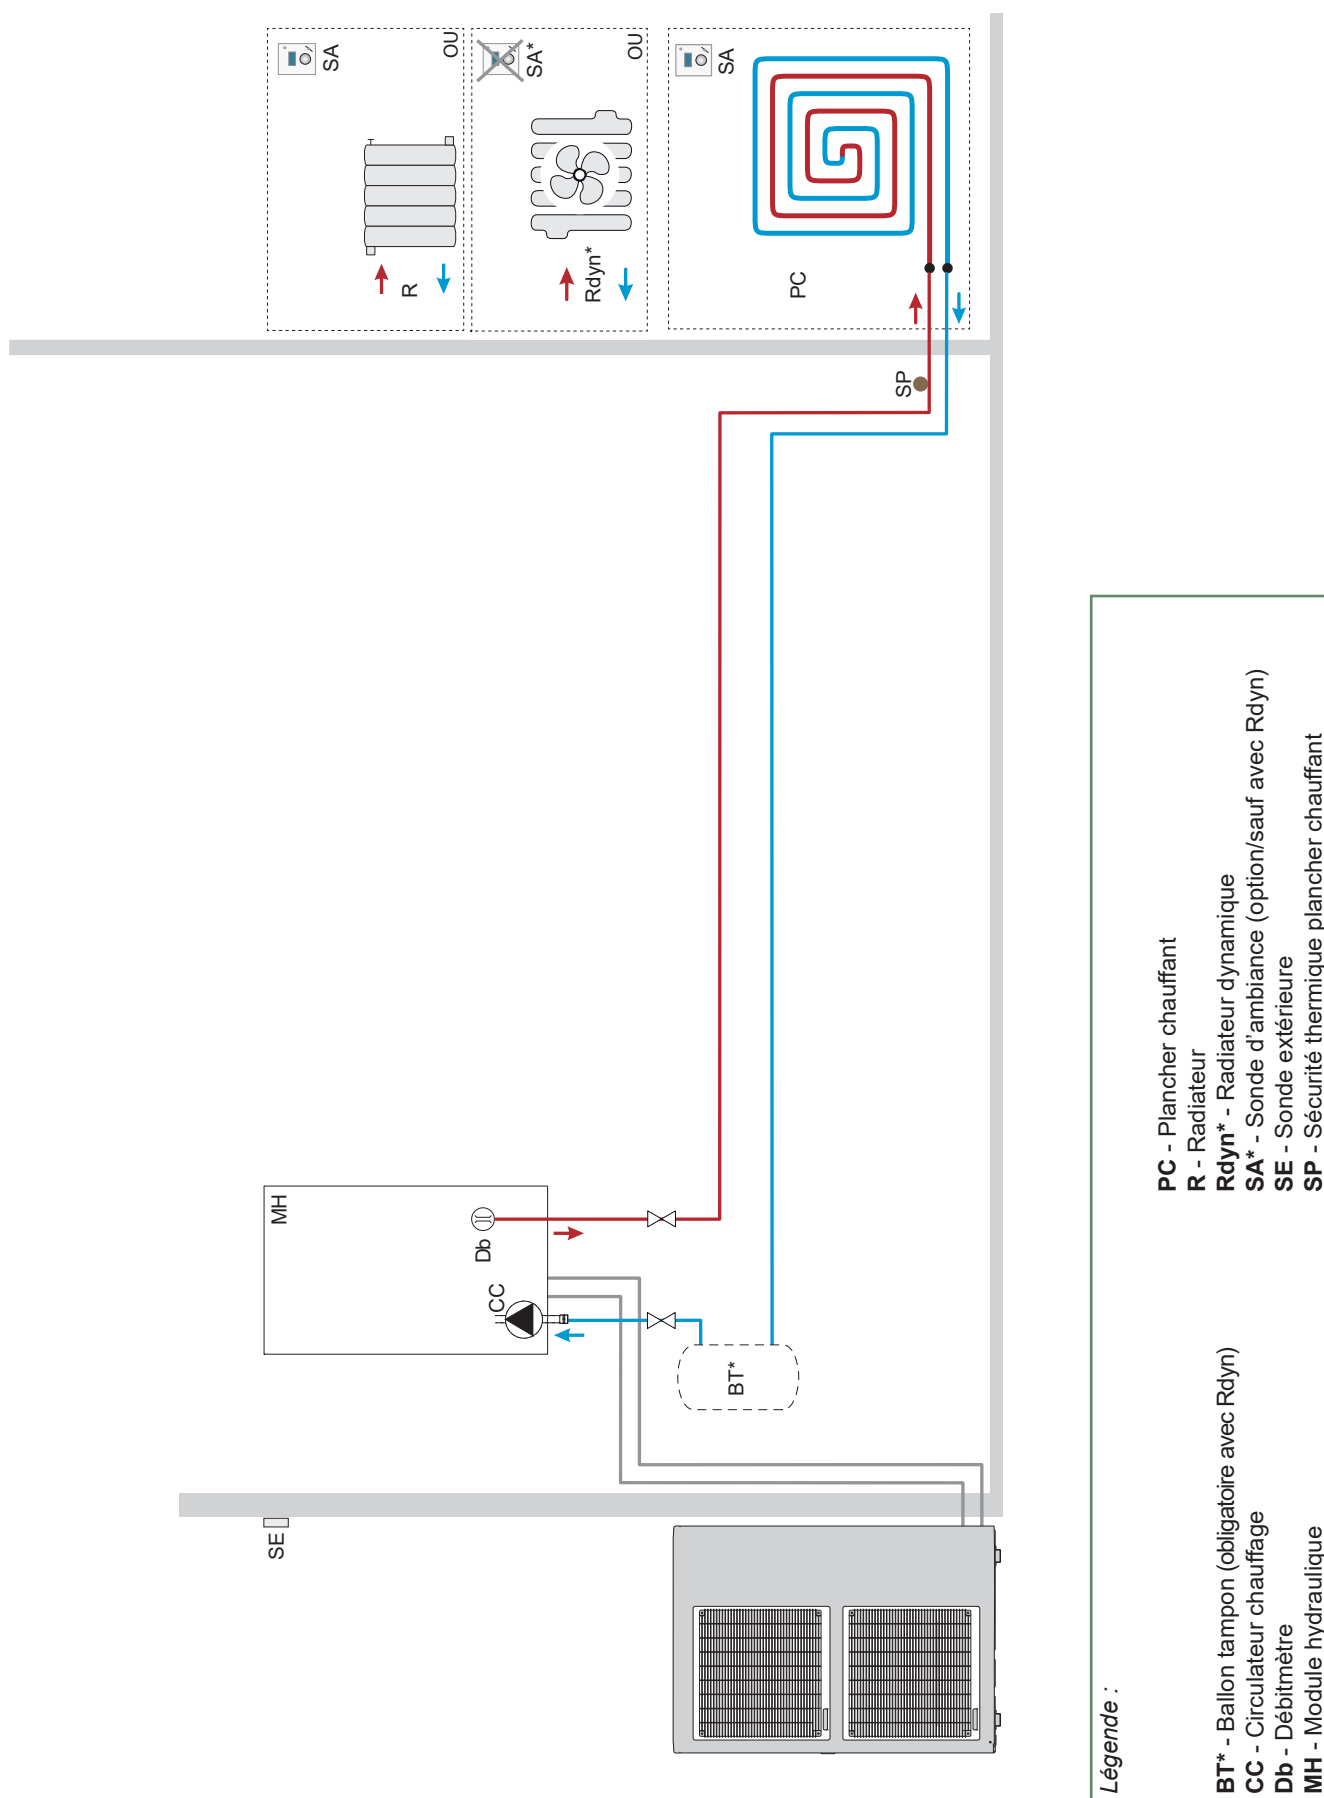 SA
OU
SA*
OU
SA
R
Rdyn*
PC
SP
MH
Db
CC
BT*
SE
Légende :
BT* - Ballon tampon (obligatoire avec Rdyn)
CC - Circulateur chauffage
Db - Débitmètre
MH - Module hydraulique
PC - Plancher chauffant
R - Radiateur
Rdyn* - Radiateur dynamique
SA* - Sonde d'ambiance (option/sauf avec Rdyn)
SE - Sonde extérieure
SP - Sécurité thermique plancher chauffant